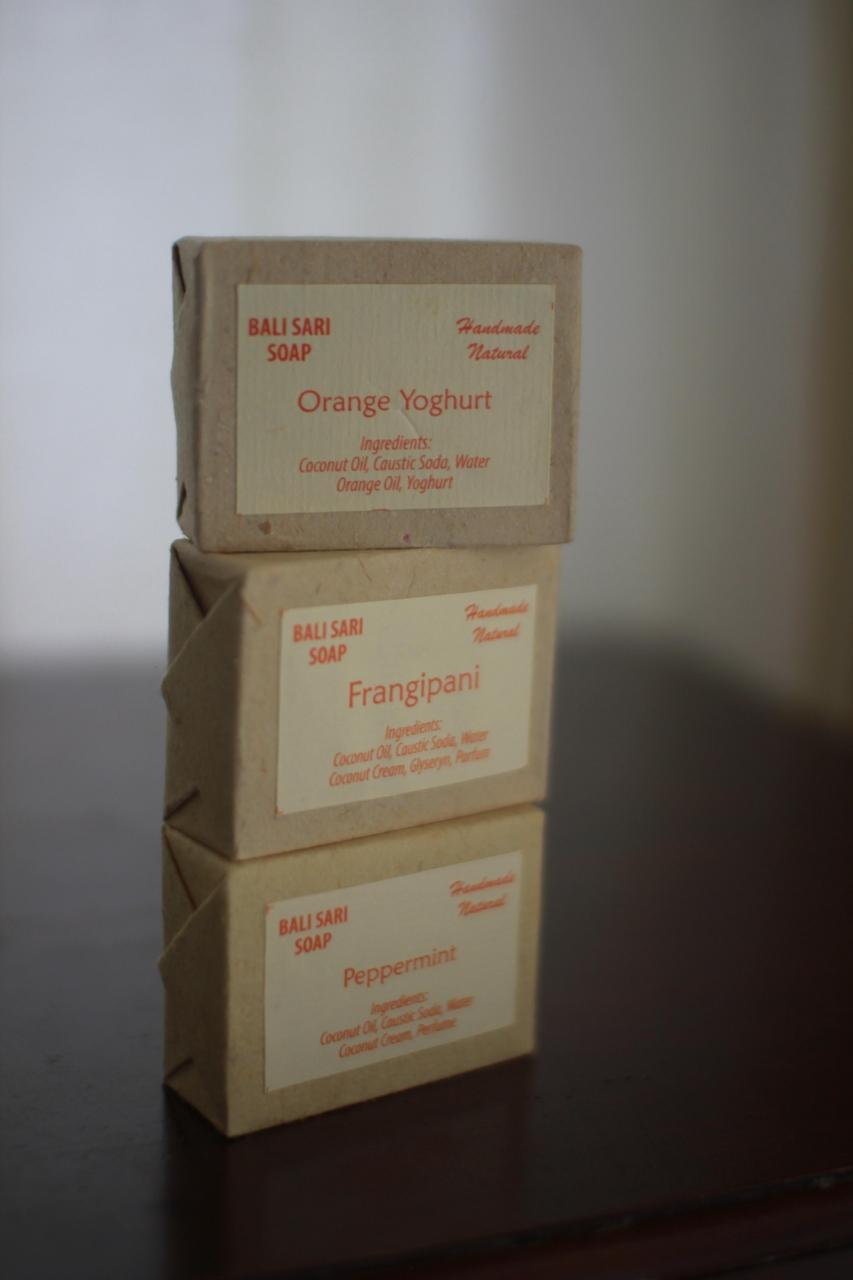 BALI SARI
SOAP
Handmade
Natural
Orange Yoghurt
Ingredients:
Coconut Oil, Caustic Soda, Water
Orange Oil, Yoghurt
BALI SARI
SOAP
Handmade
Natural
Frangipani
Ingredients:
Coconut Oil, Caustic Soda, Water
Coconut Cream, Glyseryn, Parfum
BALI SARI
SOAP
Handmade
Natural
Peppermint
Ingredients:
Coconut Oil, Caustic Soda, Water
Coconut Cream, Perfume